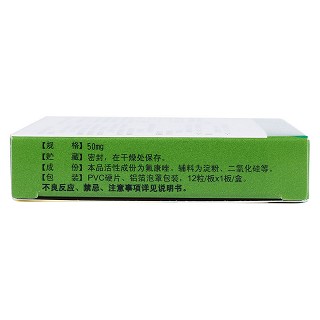 【规 格】50mg
【贮 藏】密封，在干燥处保存。
【成 份】本品活性成份为氟康唑，辅料为淀粉、二氧化硅等。
【包 装】PVC硬片、铝箔泡罩包装，12粒/板x1板/盒。
不良反应、禁忌、注意事项详见说明书。